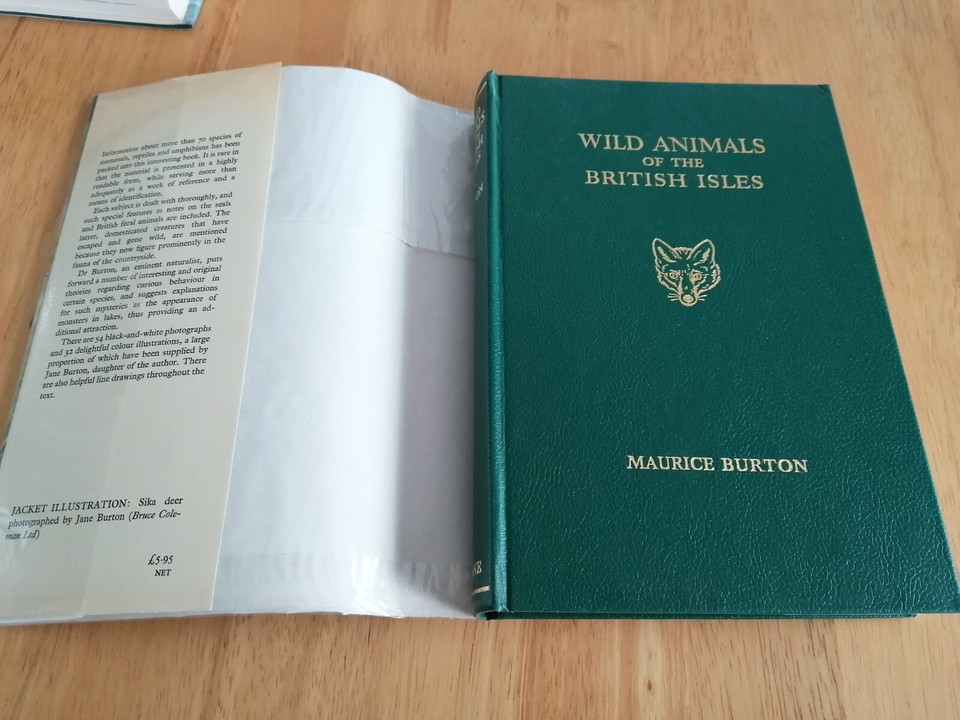 Information about more than 70 species of
mammals, reptiles and amphibians has been
packed into this interesting book. It is rare in
that the material is presented in a highly
readable form, while serving more than
adequately as a work of reference and a
means of identification.
Each subject is dealt with thoroughly, and
such special features as notes on the seals
and British feral animals are included. The
latter, domesticated creatures that have
escaped and gone wild, are mentioned
because they now figure prominently in the
fauna of the countryside.
Dr Burton, an eminent naturalist, puts
forward a number of interesting and original
theories regarding curious behaviour in
certain species, and suggests explanations
for such mysteries as the appearance of
monsters in lakes, thus providing an ad-
ditional attraction.
There are 54 black-and-white photographs
and 32 delightful colour illustrations, a large
proportion of which have been supplied by
Jane Burton, daughter of the author. There
are also helpful line drawings throughout the
text.
JACKET ILLUSTRATION: Sika deer
photographed by Jane Burton (Bruce Cole-
man Ltd)
£5·95
NET
WILD ANIMALS
OF THE
BRITISH ISLES
MAURICE BURTON